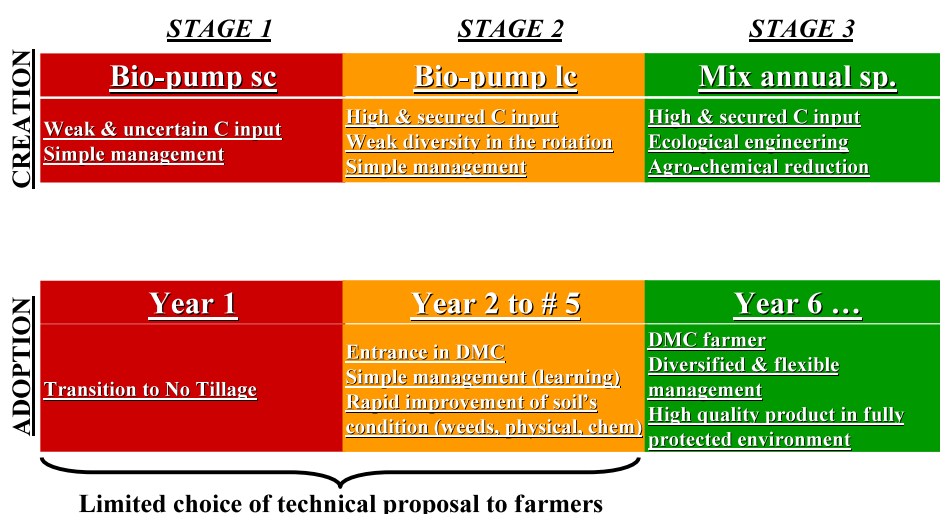 STAGE 1
STAGE 2
STAGE 3
CREATION
Bio-pump sc
Weak & uncertain C input
Simple management
Bio-pump lc
High & secured C input
Weak diversity in the rotation
Simple management
Mix annual sp.
High & secured C input
Ecological engineering
Agro-chemical reduction
ADOPTION
Year 1
Transition to No Tillage
Year 2 to # 5
Entrance in DMC
Simple management (learning)
Rapid improvement of soil's
condition (weeds, physical, chem)
Year 6 …
DMC farmer
Diversified & flexible
management
High quality product in fully
protected environment
Limited choice of technical proposal to farmers